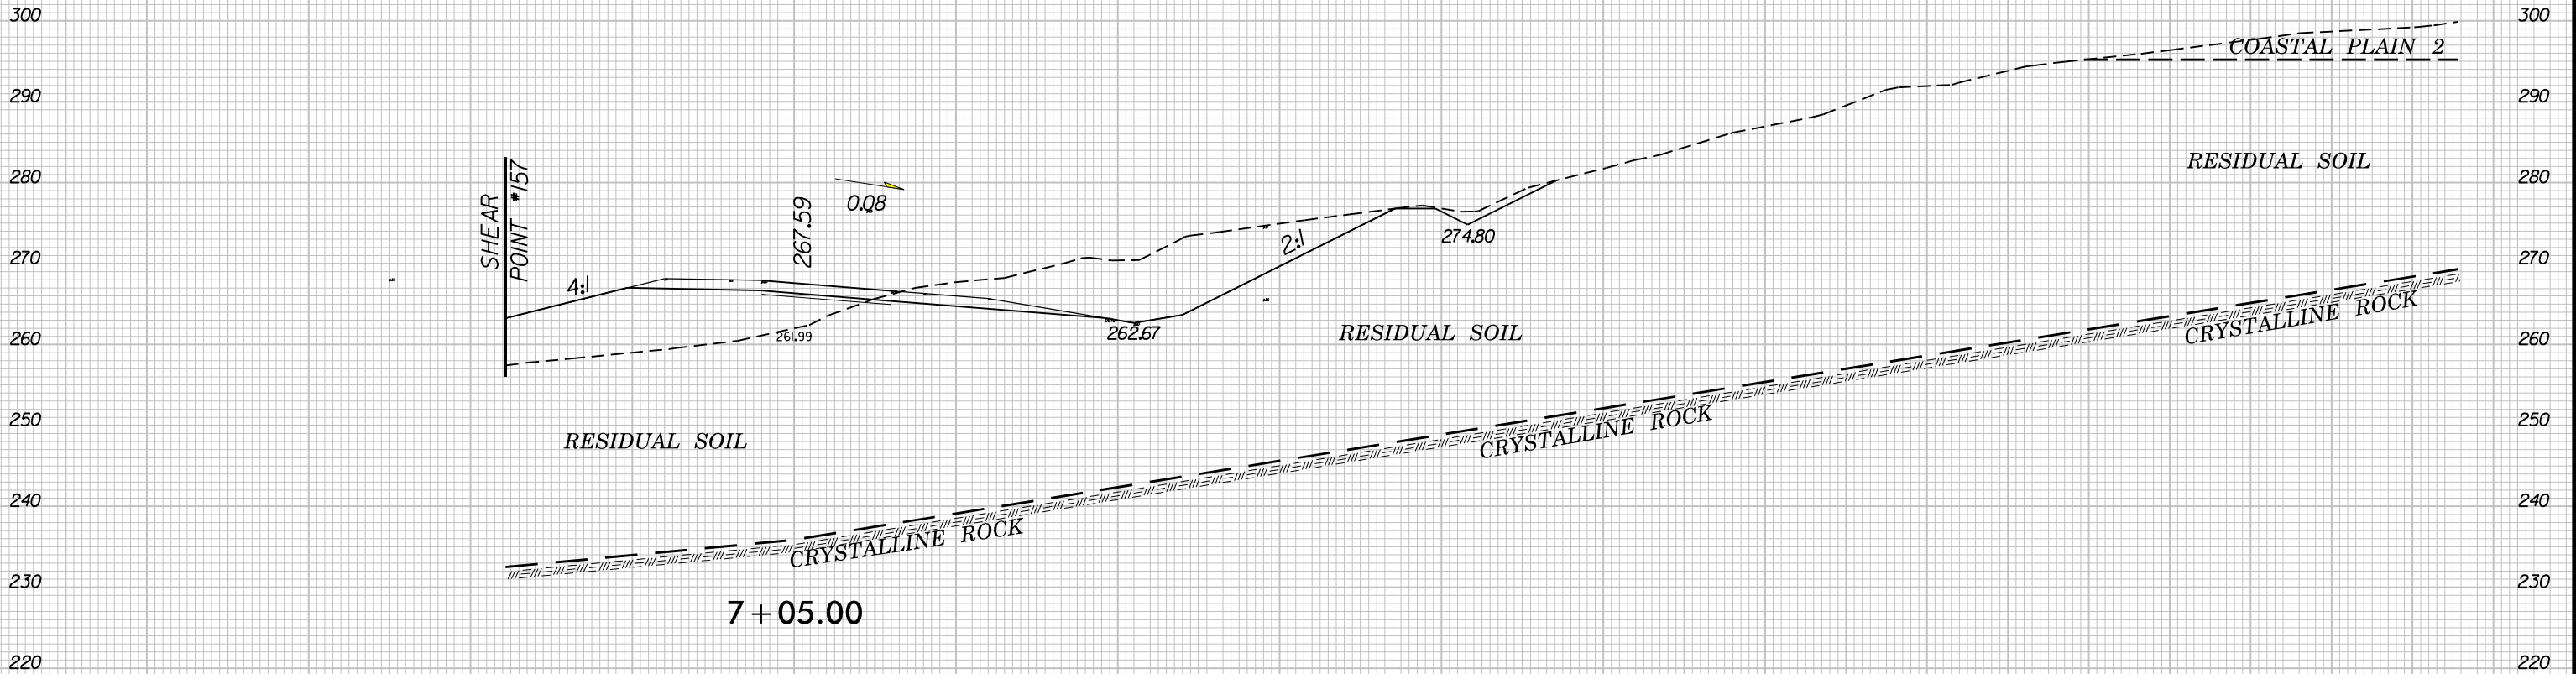 300
300
COASTAL PLAIN 2
290
290
SHEAR
POINT #157
RESIDUAL SOIL
280
280
0.08
267.59
274.80
2:1
270
270
4:1
261.99
262.67
RESIDUAL SOIL
CRYSTALLINE ROCK
260
260
250
250
RESIDUAL SOIL
CRYSTALLINE ROCK
240
240
CRYSTALLINE ROCK
230
230
7+05.00
220
220